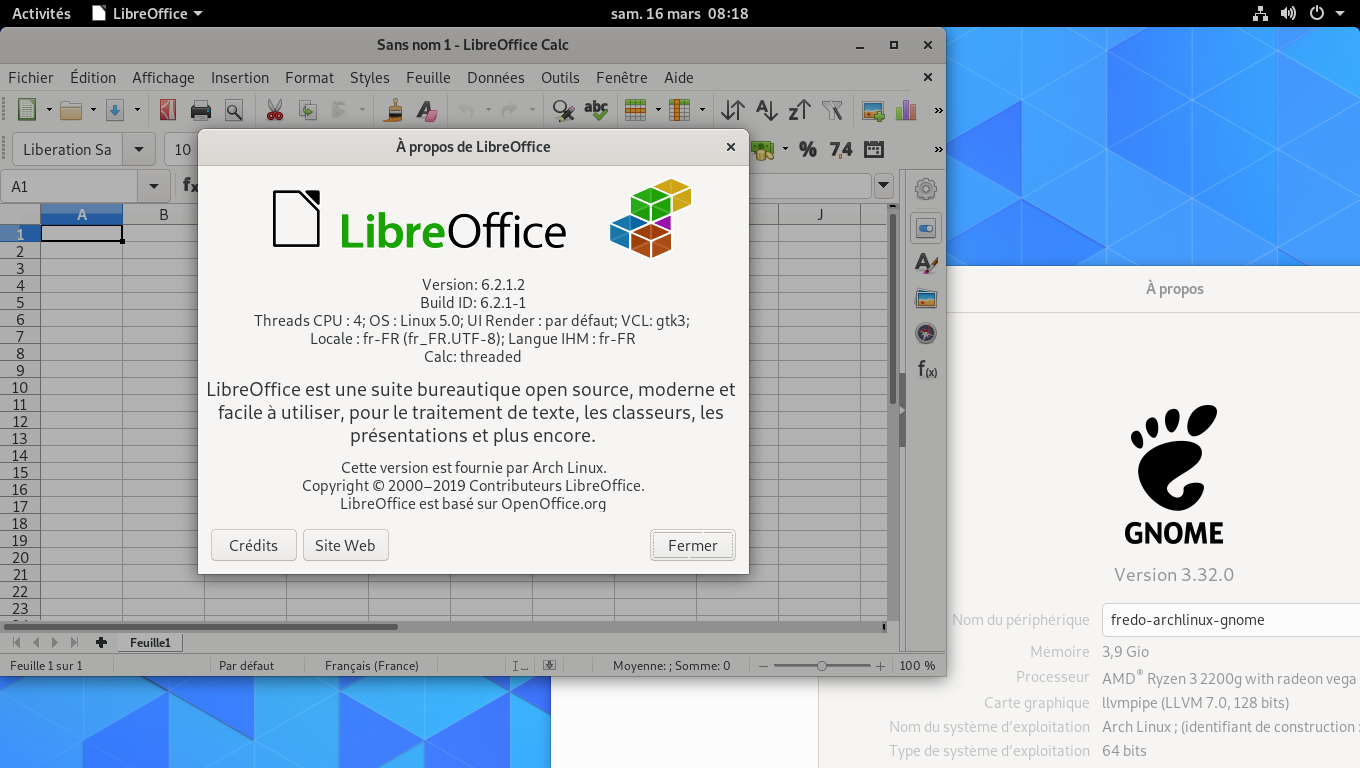 Activités LibreOffice sam. 16 mars 08:18
Sans nom 1 - LibreOffice Calc
Fichier Édition Affichage Insertion Format Styles Feuille Données Outils Fenêtre Aide
abc
Liberation Sa 10 % 7,4
A1 fx
A B J
1
2
3
4
5
6
7
8
9
10
11
12
13
14
15
16
17
18
19
20
21
22
23
f(x)
À propos de LibreOffice
LibreOffice
Version: 6.2.1.2
Build ID: 6.2.1-1
Threads CPU : 4; OS : Linux 5.0; UI Render : par défaut; VCL: gtk3;
Locale : fr-FR (fr_FR.UTF-8); Langue IHM : fr-FR
Calc: threaded
LibreOffice est une suite bureautique open source, moderne et
facile à utiliser, pour le traitement de texte, les classeurs, les
présentations et plus encore.
Cette version est fournie par Arch Linux.
Copyright © 2000–2019 Contributeurs LibreOffice.
LibreOffice est basé sur OpenOffice.org
Crédits Site Web Fermer
Feuille1
Feuille 1 sur 1 Par défaut Français (France) Moyenne: ; Somme: 0 100 %
À propos
GNOME
Version 3.32.0
Nom du périphérique fredo-archlinux-gnome
Mémoire 3,9 Gio
Processeur AMD® Ryzen 3 2200g with radeon vega
Carte graphique llvmpipe (LLVM 7.0, 128 bits)
Nom du système d'exploitation Arch Linux ; (identifiant de construction :
Type de système d'exploitation 64 bits